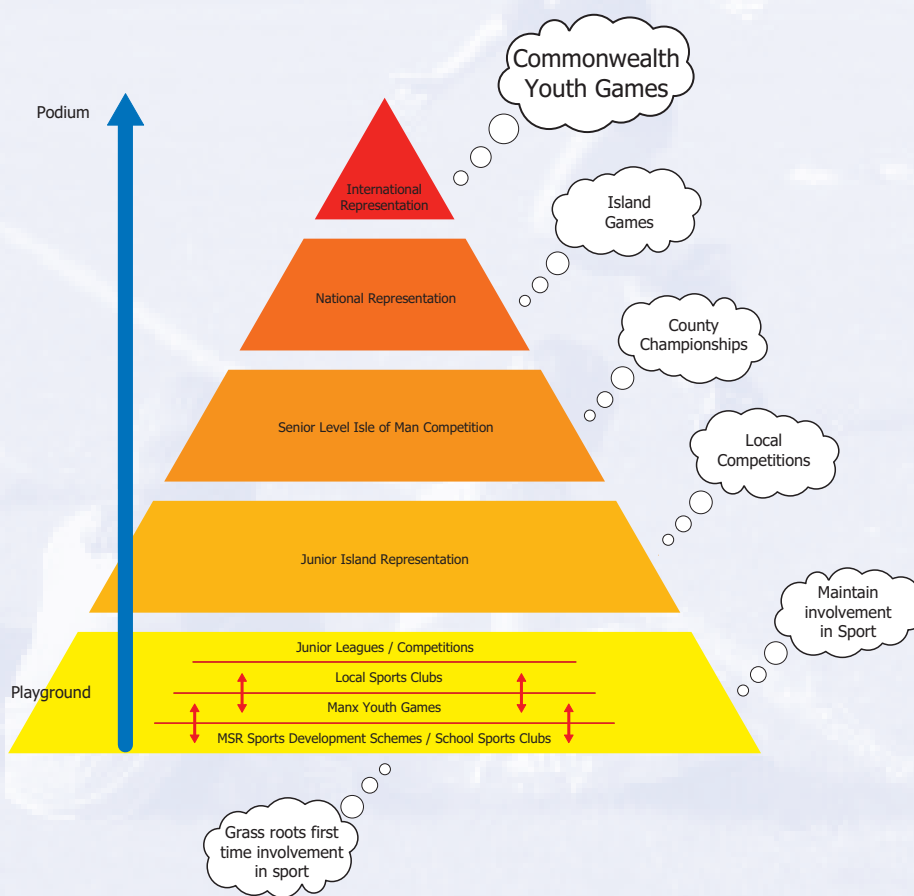 Commonwealth
Youth Games
Podium
International
Representation
Island
Games
National Representation
County
Championships
Senior Level Isle of Man Competition
Local
Competitions
Junior Island Representation
Maintain
involvement
in Sport
Junior Leagues / Competitions
Local Sports Clubs
Playground
Manx Youth Games
MSR Sports Development Schemes / School Sports Clubs
Grass roots first
time involvement
in sport